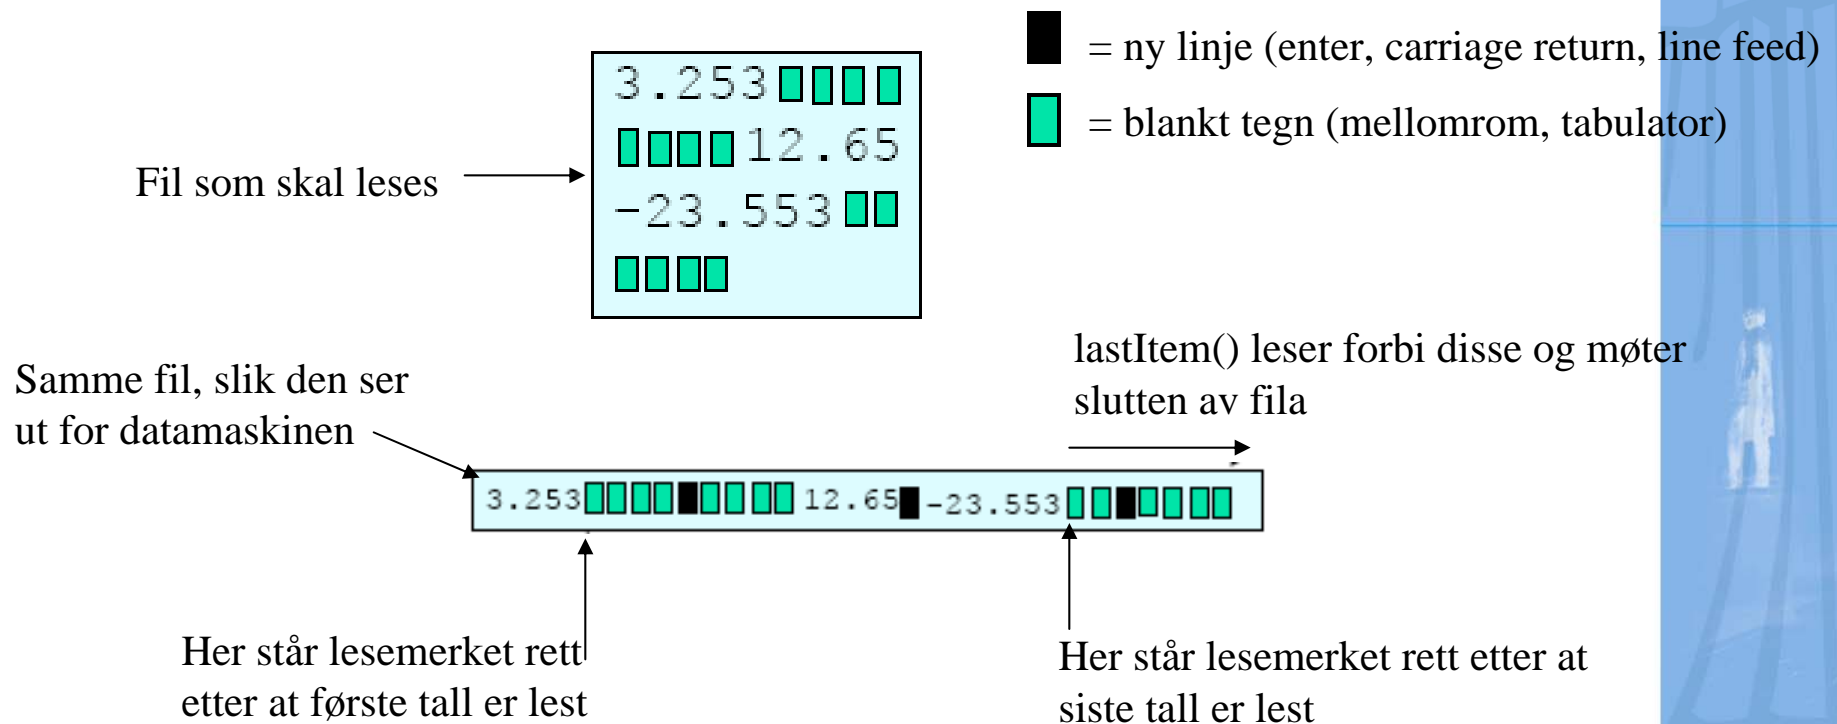 = ny linje (enter, carriage return, line feed)
= blankt tegn (mellomrom, tabulator)
Fil som skal leses
3.253
12.65
-23.553
Samme fil, slik den ser
ut for datamaskinen
lastItem() leser forbi disse og møter
slutten av fila
3.253 12.65 -23.553
Her står lesemerket rett
etter at første tall er lest
Her står lesemerket rett etter at
siste tall er lest